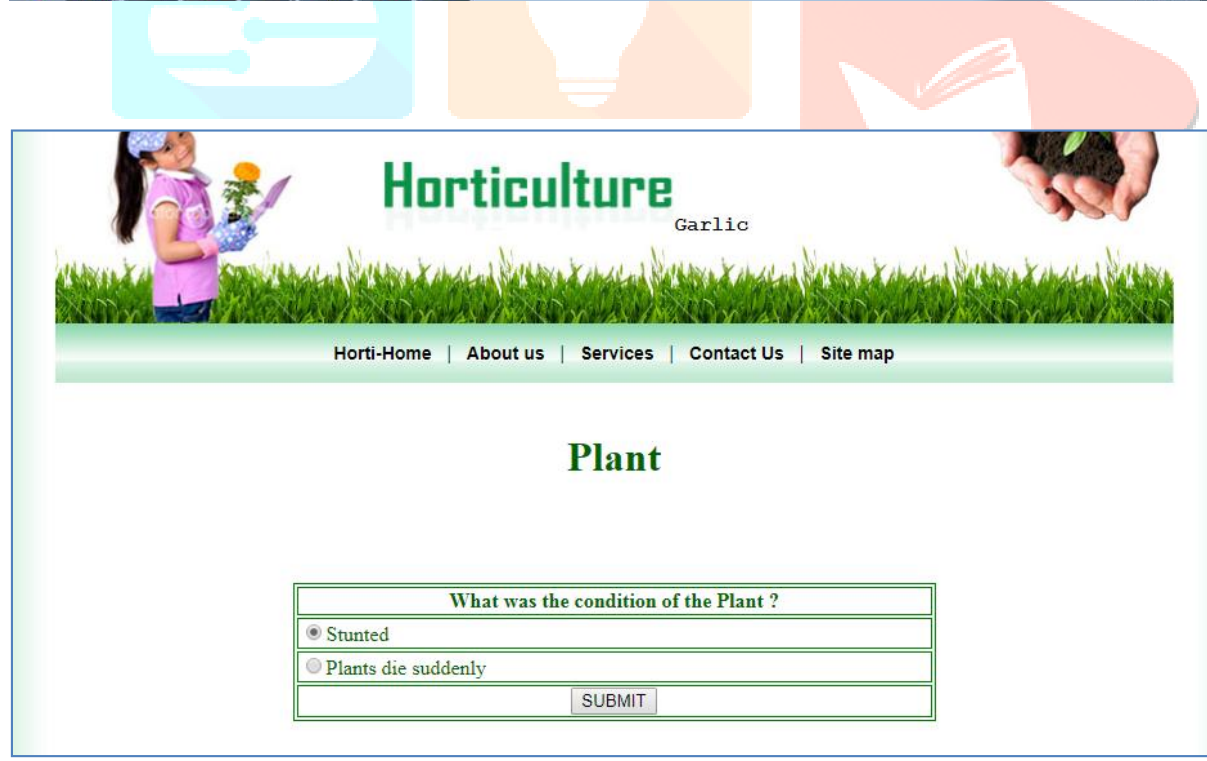 Horticulture
Garlic
Horti-Home | About us | Services | Contact Us | Site map
Plant
What was the condition of the Plant ?
Stunted
Plants die suddenly
SUBMIT